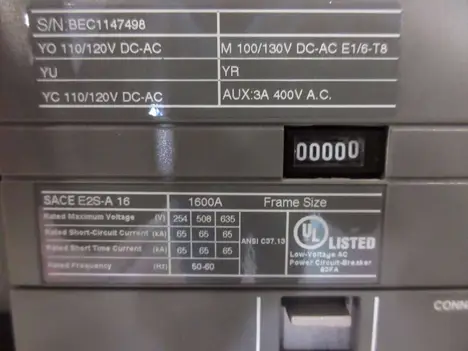 S/N:BEC1147498
YO 110/120V DC-AC
M 100/130V DC-AC E1/6-T8
YU
YR
YC 110/120V DC-AC
AUX:3A 400V A.C.
00000
SACE E2S-A 16
1600A
Frame Size
Rated Maximum Voltage (V) 254 508 635
Rated Short-Circuit Current (kA) 65 65 65
Rated Short Time Current (kA) 65 65 65
Rated Frequency (Hz) 50-60
ANSI C37.13
UL LISTED
Low-Voltage AC
Power Circuit-Breaker
CONN